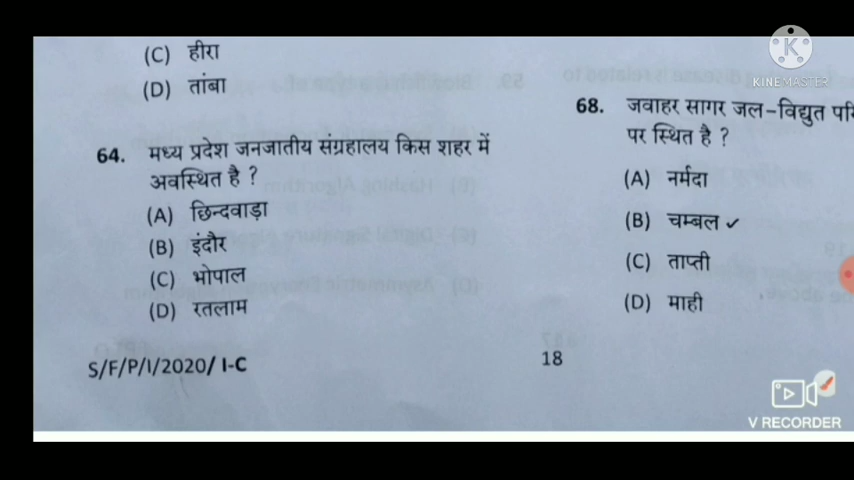 (C) हीरा
(D) तांबा
64. मध्य प्रदेश जनजातीय संग्रहालय किस शहर में
अवस्थित है ?
(A) छिन्दवाड़ा
(B) इंदौर
(C) भोपाल
(D) रतलाम
S/F/P/I/2020/ I-C
18
68. जवाहर सागर जल-विद्युत
पर स्थित है ?
(A) नर्मदा
(B) चम्बल ✓
(C) ताप्ती
(D) माही
K
KINEMASTER
V RECORDER